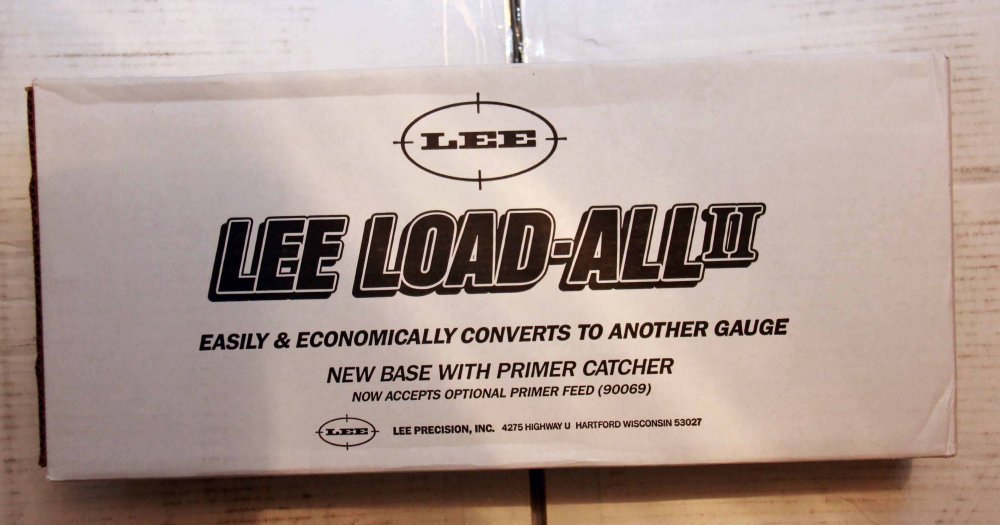 LEE
LEE LOAD-ALL II
EASILY & ECONOMICALLY CONVERTS TO ANOTHER GAUGE
NEW BASE WITH PRIMER CATCHER
NOW ACCEPTS OPTIONAL PRIMER FEED (90069)
LEE LEE PRECISION, INC. 4275 HIGHWAY U HARTFORD WISCONSIN 53027